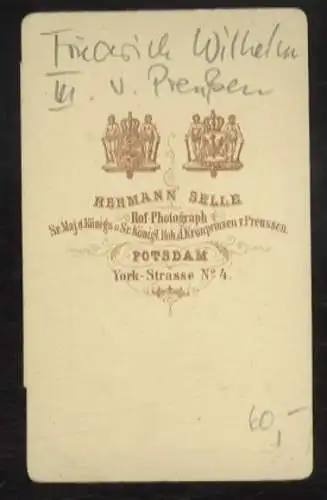 Friedrich Wilhelm
III. v. Preußen
HERMANN SELLE
Hof-Photograph
Sr. Maj. d. Königs u. Sr. Königl. Hoh. d. Kronprinzen v. Preussen.
POTSDAM
York-Strasse No. 4.
60,-